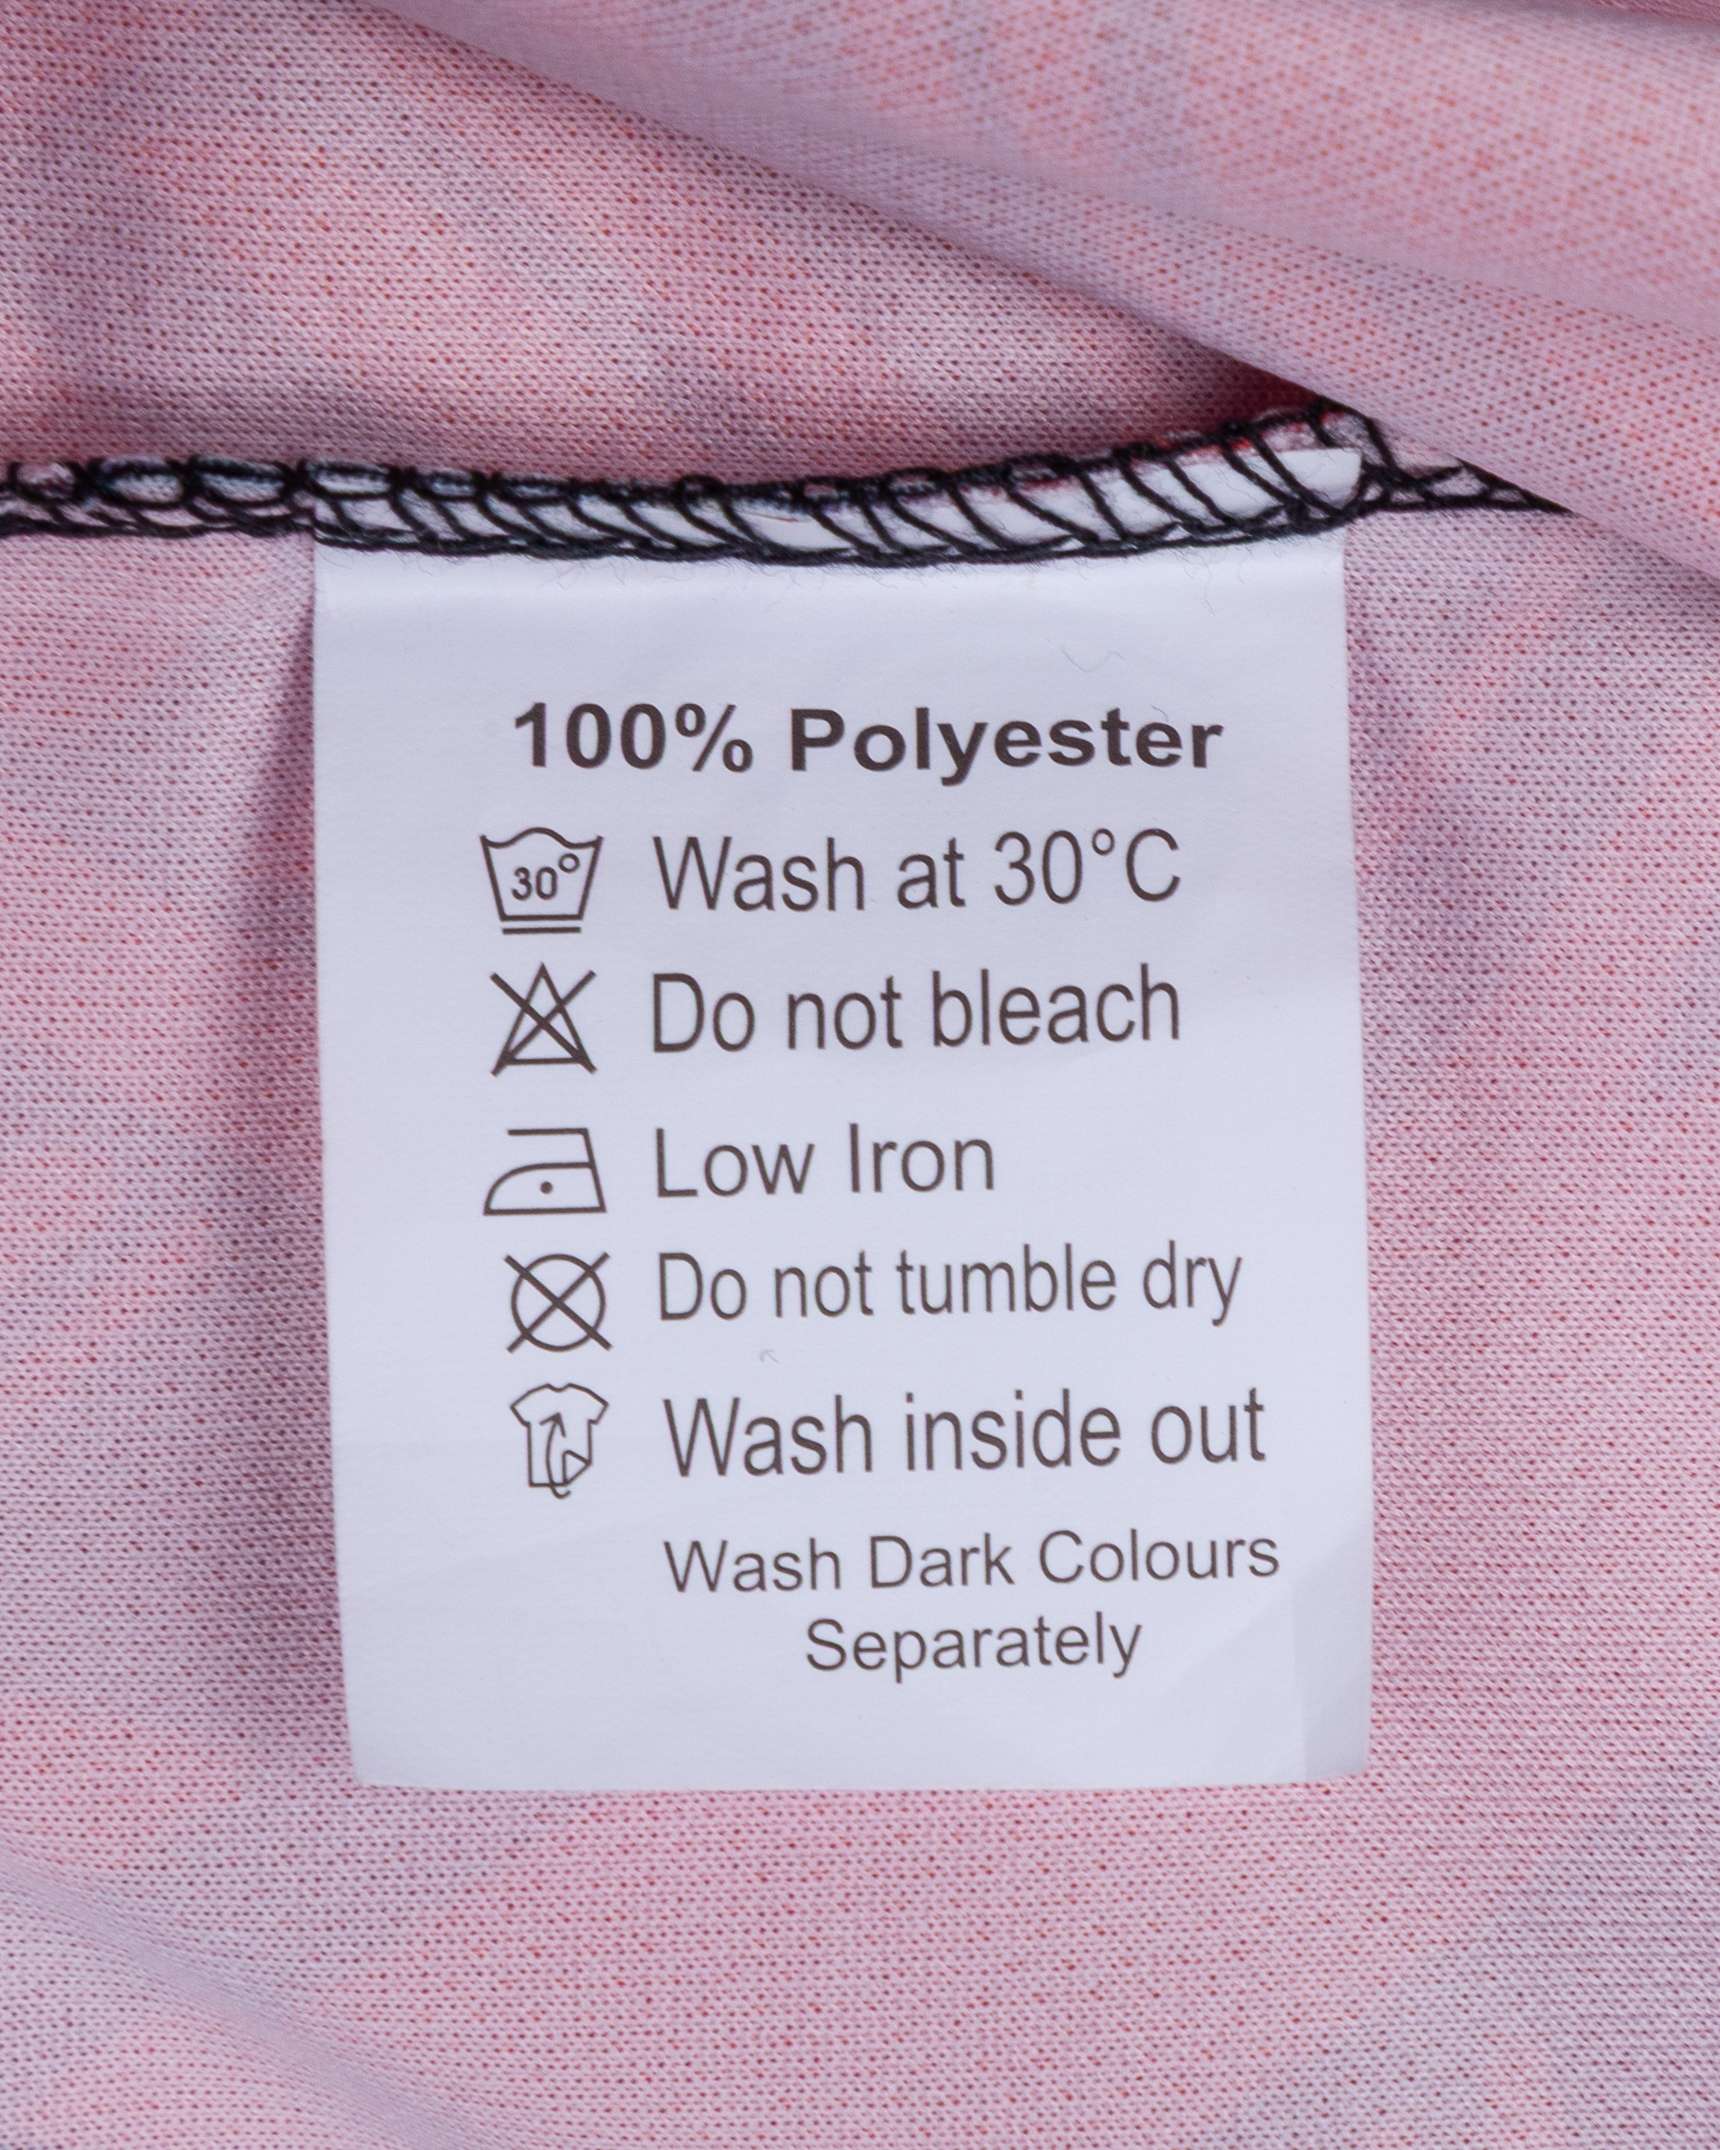 100% Polyester
30° Wash at 30°C
Do not bleach
Low Iron
Do not tumble dry
Wash inside out
Wash Dark Colours
Separately